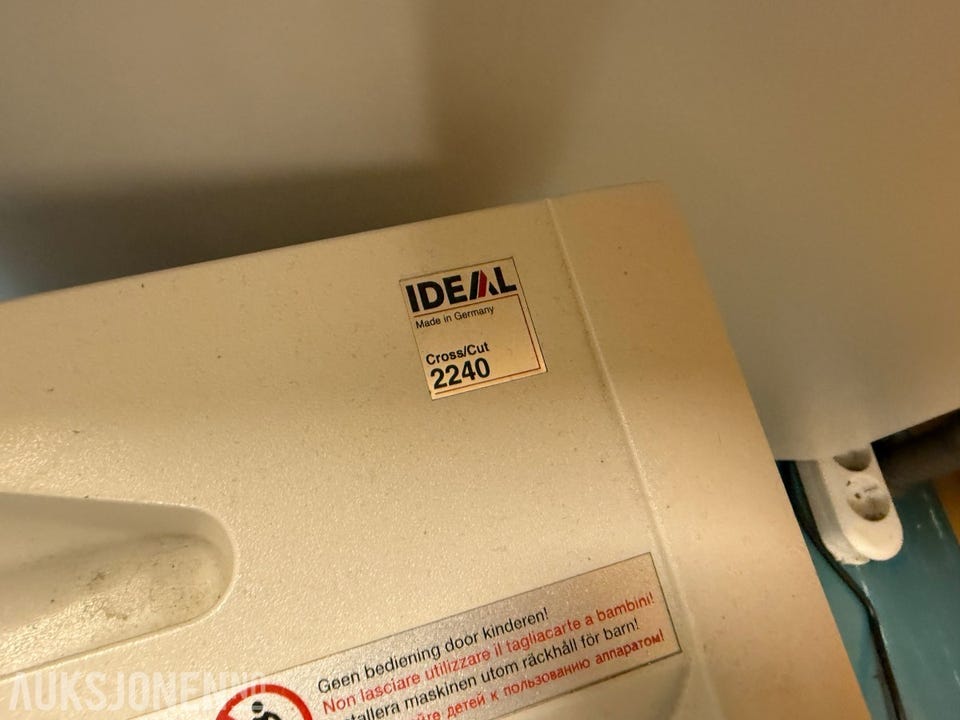 IDEAL
Made in Germany
Cross/Cut
2240
Geen bediening door kinderen!
Non lasciare utilizzare il tagliacarte a bambini!
maskinen utom räckhåll för barn!
детей к пользованию аппаратом!
AUKSJONEN